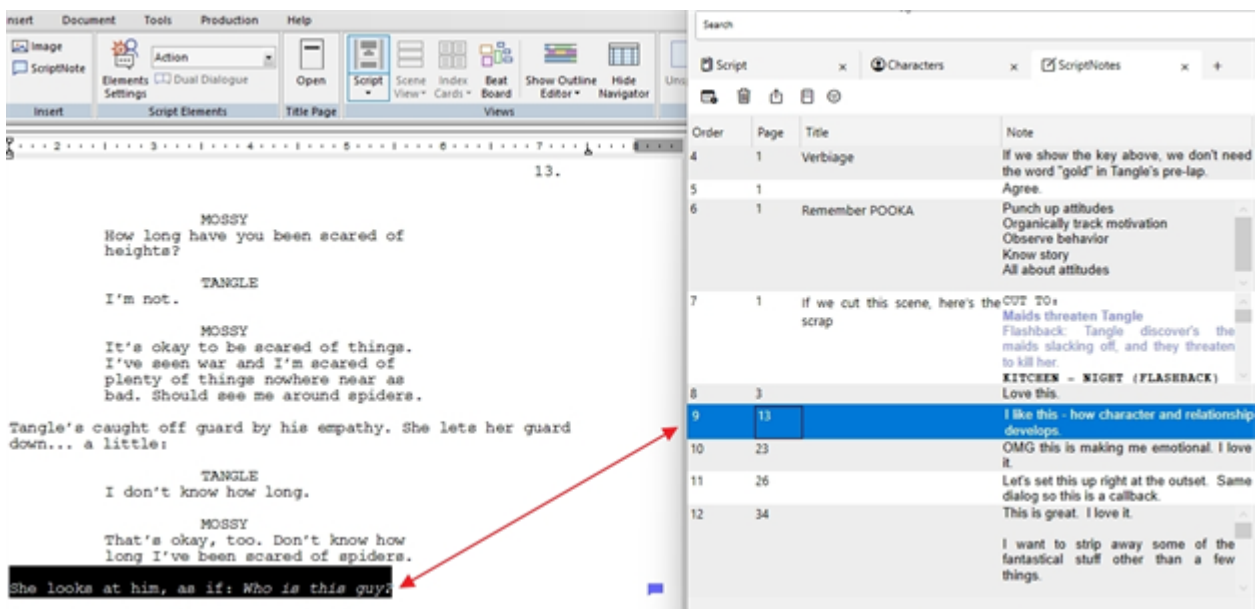 nsert Document Tools Production Help
Image
ScriptNote
Insert
Elements
Settings
Action
Dual Dialogue
Script Elements
Open
Title Page
Script
Scene
View
Index
Cards
Beat
Board
Show Outline
Editor
Hide
Navigator
Views
Uns
2 3 4 5 6 7 8
13.
MOSSY
How long have you been scared of
heights?
TANGLE
I'm not.
MOSSY
It's okay to be scared of things.
I've seen war and I'm scared of
plenty of things nowhere near as
bad. Should see me around spiders.
Tangle's caught off guard by his empathy. She lets her guard
down... a little:
TANGLE
I don't know how long.
MOSSY
That's okay, too. Don't know how
long I've been scared of spiders.
She looks at him, as if: Who is this guy?
Search
Script x Characters x ScriptNotes x +
Order Page Title Note
4 1 Verbiage If we show the key above, we don't need
the word "gold" in Tangle's pre-lap.
5 1 Agree.
6 1 Remember POOKA Punch up attitudes
Organically track motivation
Observe behavior
Know story
All about attitudes
7 1 If we cut this scene, here's the
scrap
CUT TO:
Maids threaten Tangle
Flashback: Tangle discover's the
maids slacking off, and they threaten
to kill her.
KITCHEN - NIGHT (FLASHBACK)
8 3 Love this.
9 13 I like this - how character and relationship
develops.
10 23 OMG this is making me emotional. I love
it.
11 26 Let's set this up right at the outset. Same
dialog so this is a callback.
12 34 This is great. I love it.
I want to strip away some of the
fantastical stuff other than a few
things.